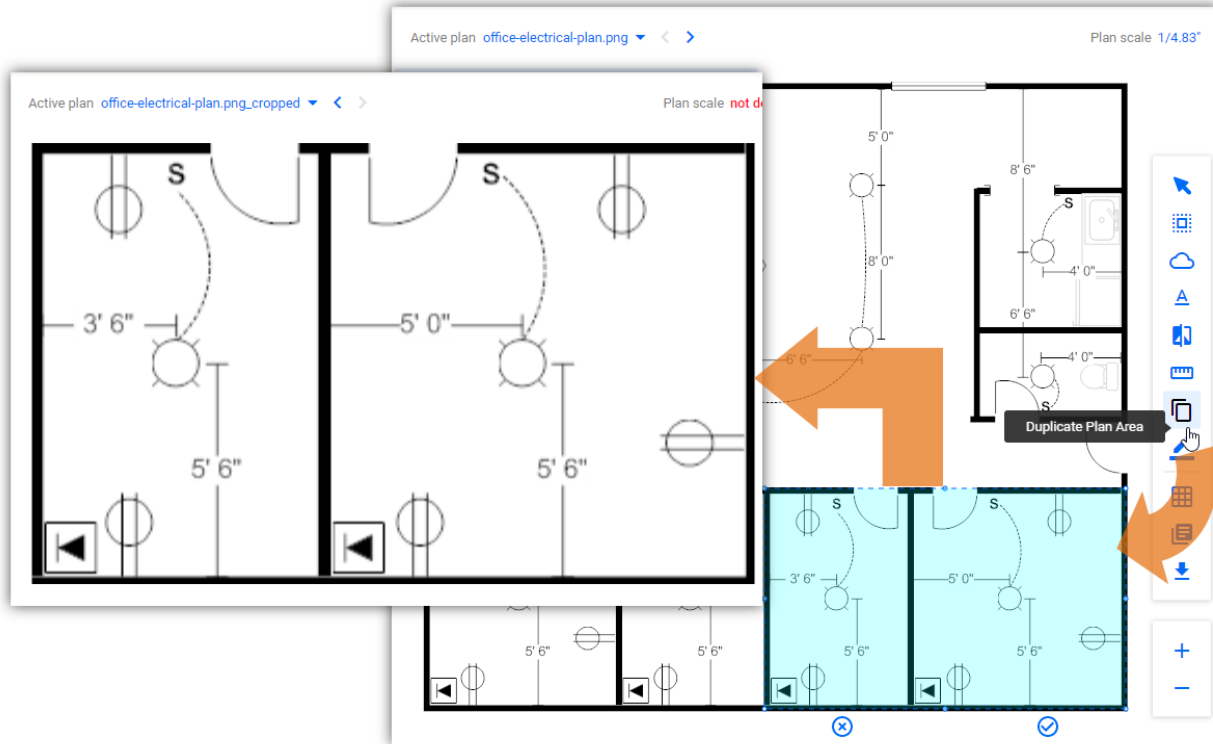 Active plan office-electrical-plan.png
Plan scale 1/4.83"
Active plan office-electrical-plan.png_cropped
Plan scale not d
S
S
3' 6"
5' 0"
5' 6"
5' 6"
5' 0"
8' 6"
S
8' 0"
4' 0"
6' 6"
6' 6"
4' 0"
S
Duplicate Plan Area
S
S
3' 6"
5' 0"
5' 6"
5' 6"
5' 6"
5' 6"